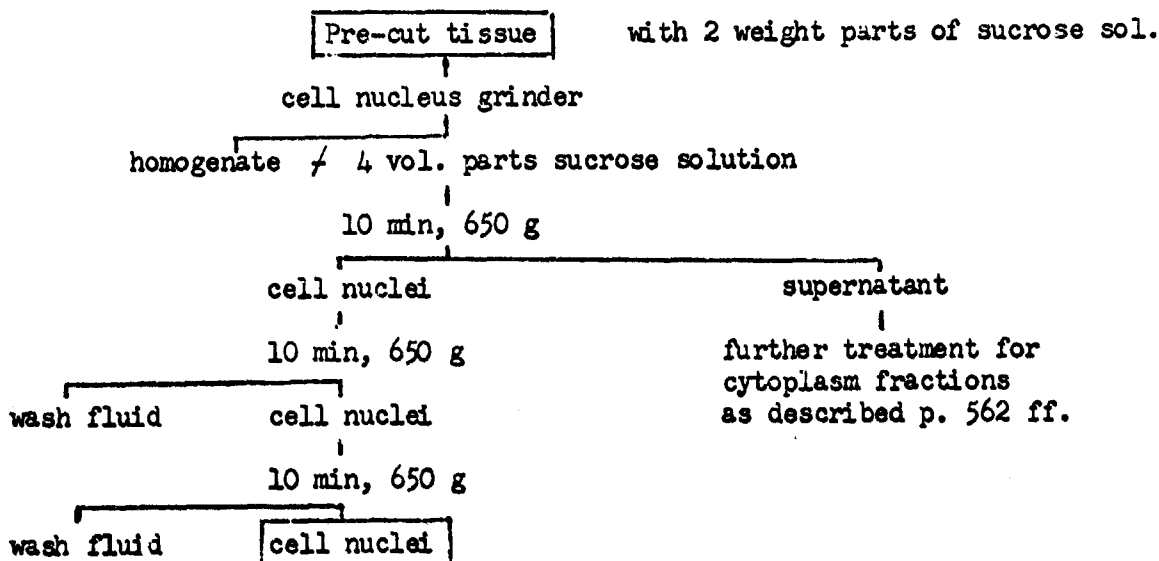 Pre-cut tissue with 2 weight parts of sucrose sol.
cell nucleus grinder
homogenate ≠ 4 vol. parts sucrose solution
10 min, 650 g
cell nuclei supernatant
10 min, 650 g further treatment for
cytoplasm fractions
wash fluid cell nuclei as described p. 562 ff.
10 min, 650 g
wash fluid cell nuclei